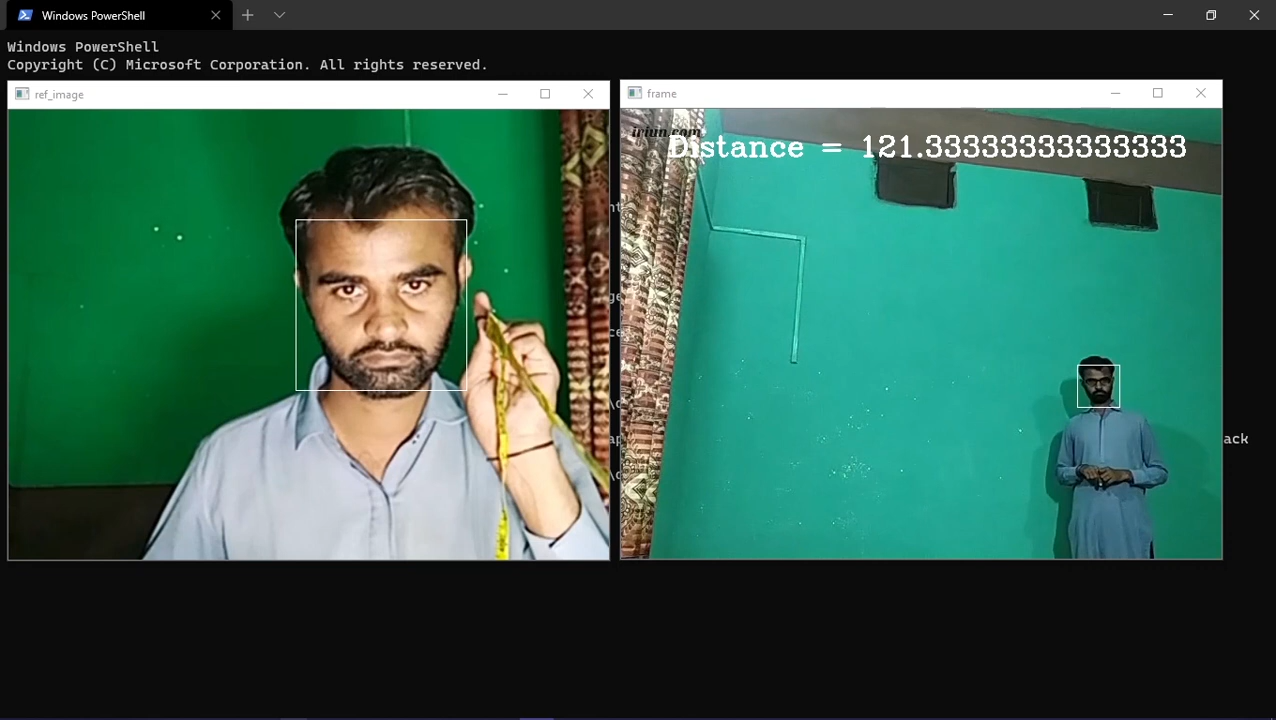 Windows PowerShell
Windows PowerShell
Copyright (C) Microsoft Corporation. All rights reserved.
ref_image
frame
iriun.com
Distance = 121.33333333333333
ack